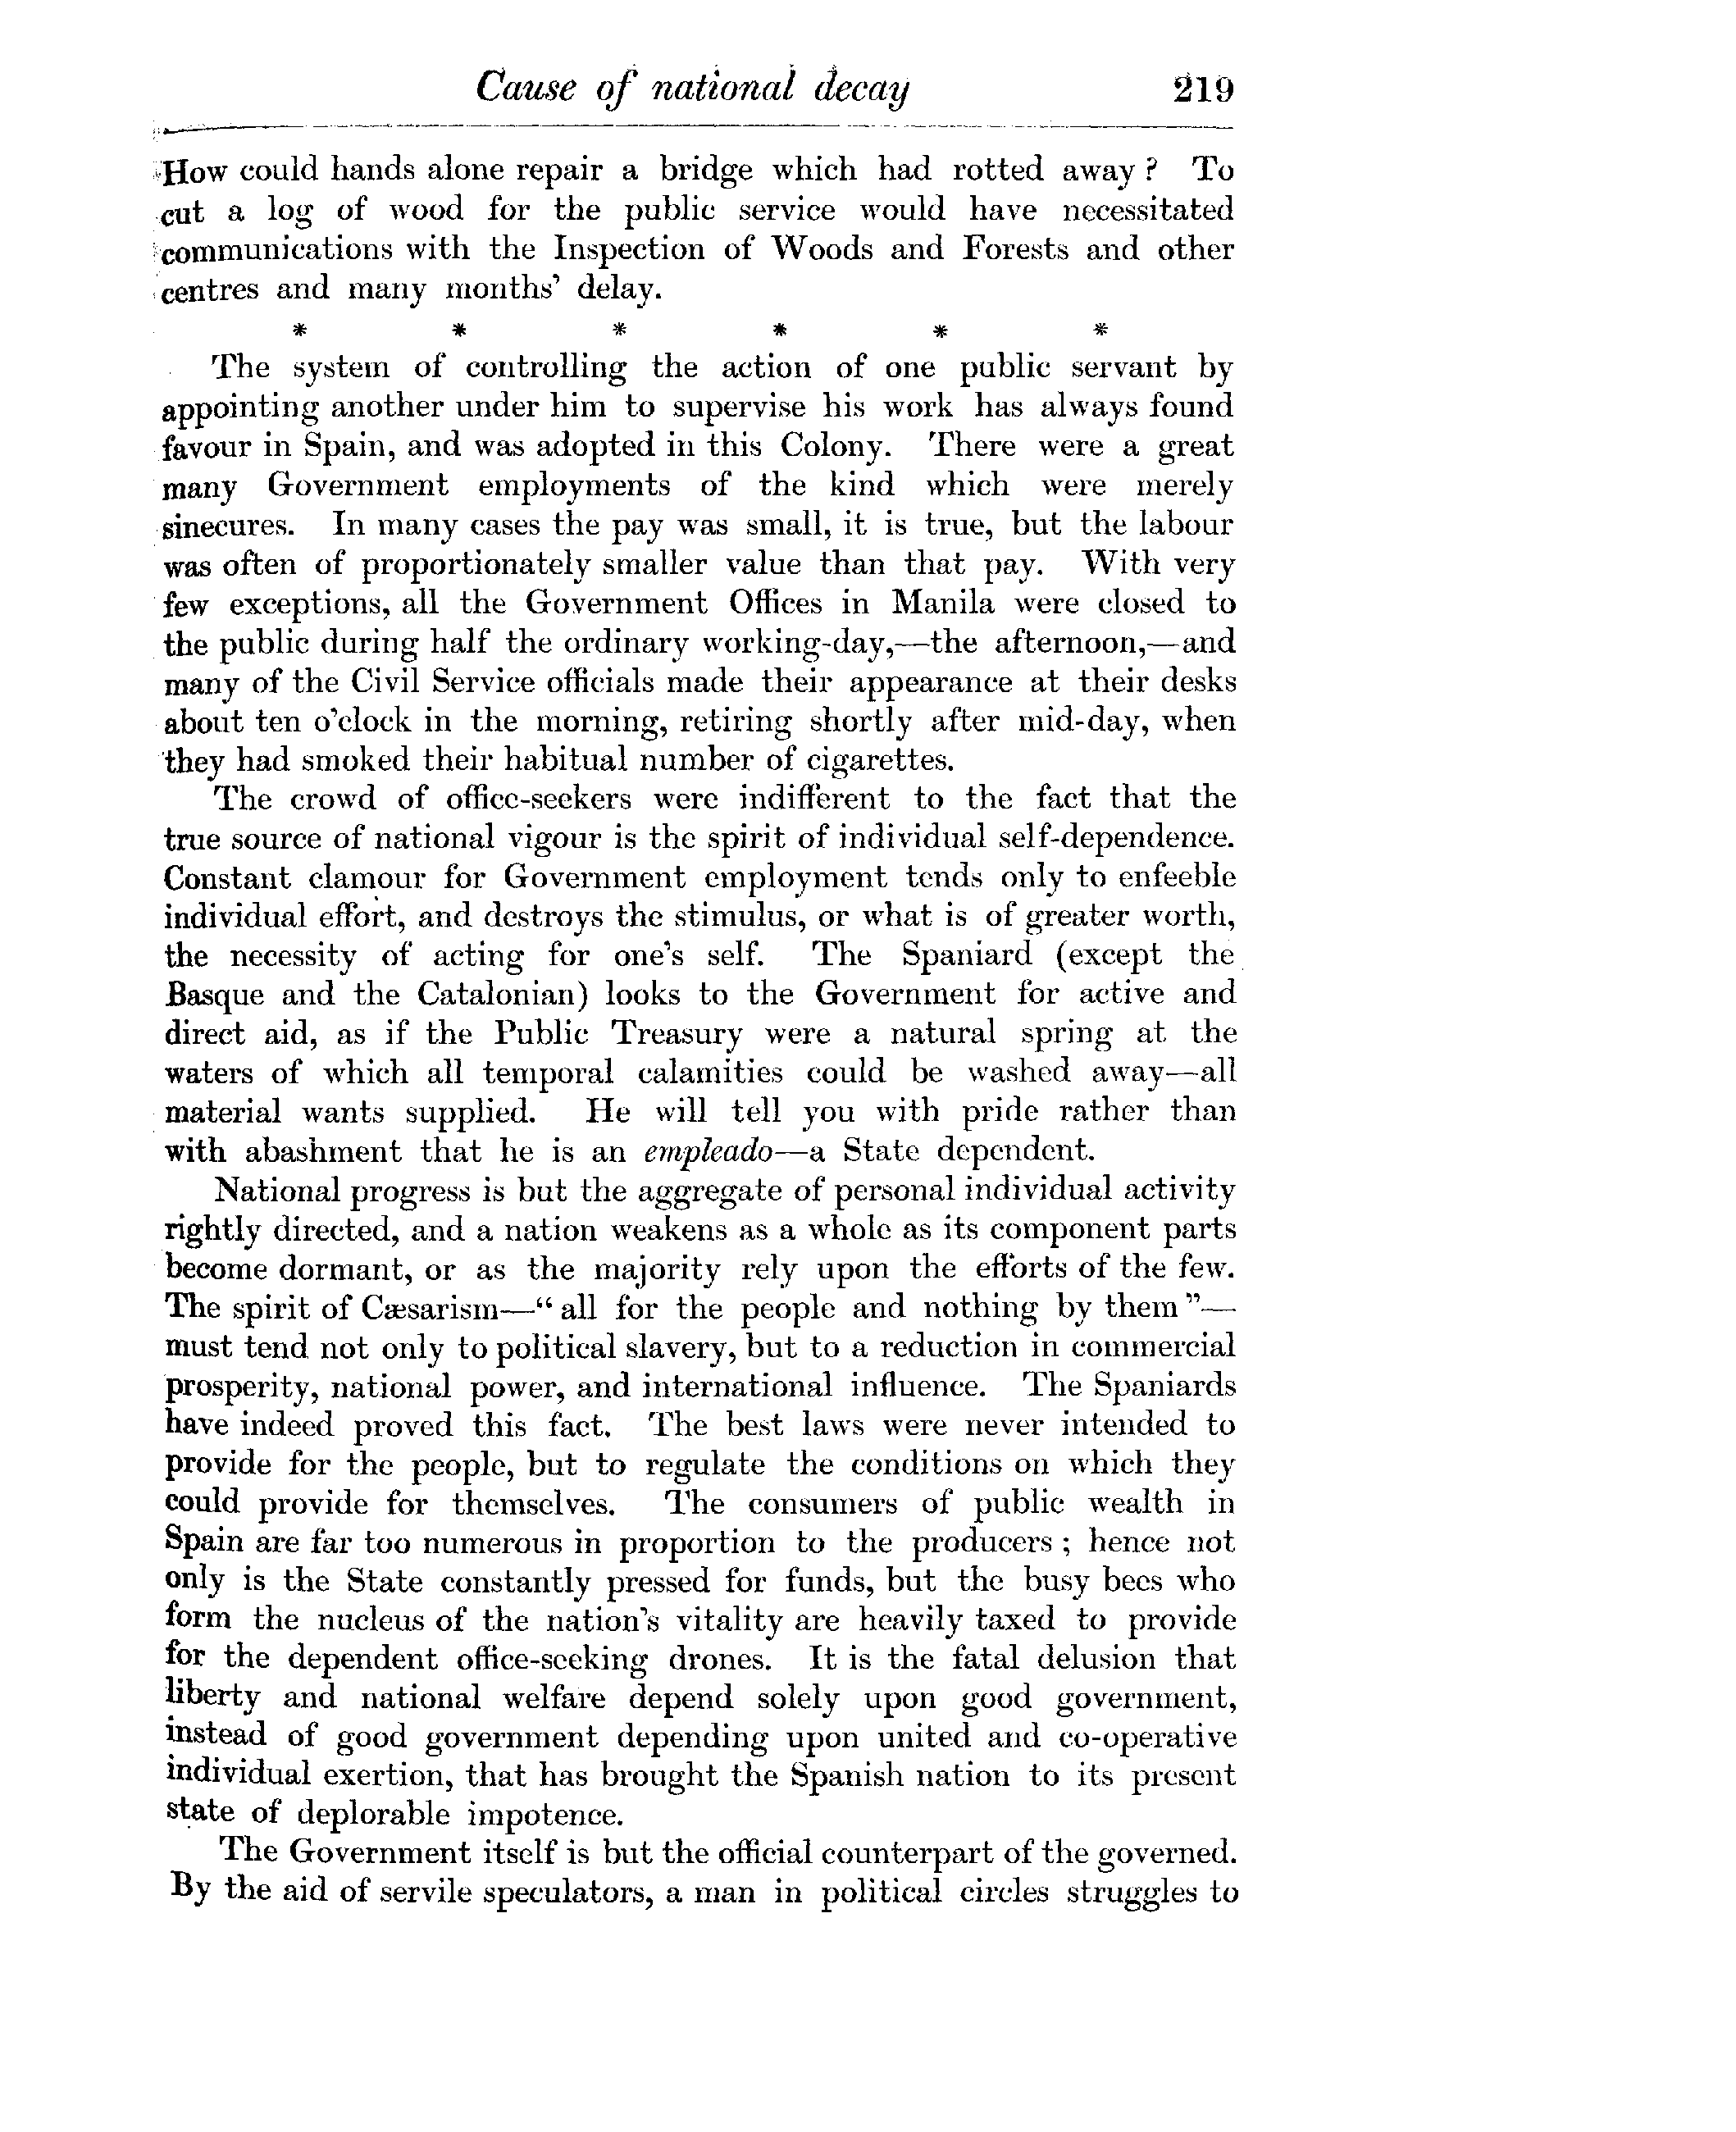 Cause of national decay 219
How could hands alone repair a bridge which had rotted away ? To
cut a log of wood for the public service would have necessitated
communications with the Inspection of Woods and Forests and other
centres and many months' delay.
* * * * * *
The system of controlling the action of one public servant by
appointing another under him to supervise his work has always found
favour in Spain, and was adopted in this Colony. There were a great
many Government employments of the kind which were merely
sinecures. In many cases the pay was small, it is true, but the labour
was often of proportionately smaller value than that pay. With very
few exceptions, all the Government Offices in Manila were closed to
the public during half the ordinary working-day,—the afternoon,—and
many of the Civil Service officials made their appearance at their desks
about ten o'clock in the morning, retiring shortly after mid-day, when
they had smoked their habitual number of cigarettes.
The crowd of office-seekers were indifferent to the fact that the
true source of national vigour is the spirit of individual self-dependence.
Constant clamour for Government employment tends only to enfeeble
individual effort, and destroys the stimulus, or what is of greater worth,
the necessity of acting for one's self. The Spaniard (except the
Basque and the Catalonian) looks to the Government for active and
direct aid, as if the Public Treasury were a natural spring at the
waters of which all temporal calamities could be washed away—all
material wants supplied. He will tell you with pride rather than
with abashment that he is an empleado—a State dependent.
National progress is but the aggregate of personal individual activity
rightly directed, and a nation weakens as a whole as its component parts
become dormant, or as the majority rely upon the efforts of the few.
The spirit of Cæsarism—“ all for the people and nothing by them ”—
must tend not only to political slavery, but to a reduction in commercial
prosperity, national power, and international influence. The Spaniards
have indeed proved this fact. The best laws were never intended to
provide for the people, but to regulate the conditions on which they
could provide for themselves. The consumers of public wealth in
Spain are far too numerous in proportion to the producers ; hence not
only is the State constantly pressed for funds, but the busy bees who
form the nucleus of the nation's vitality are heavily taxed to provide
for the dependent office-seeking drones. It is the fatal delusion that
liberty and national welfare depend solely upon good government,
instead of good government depending upon united and co-operative
individual exertion, that has brought the Spanish nation to its present
state of deplorable impotence.
The Government itself is but the official counterpart of the governed.
By the aid of servile speculators, a man in political circles struggles to